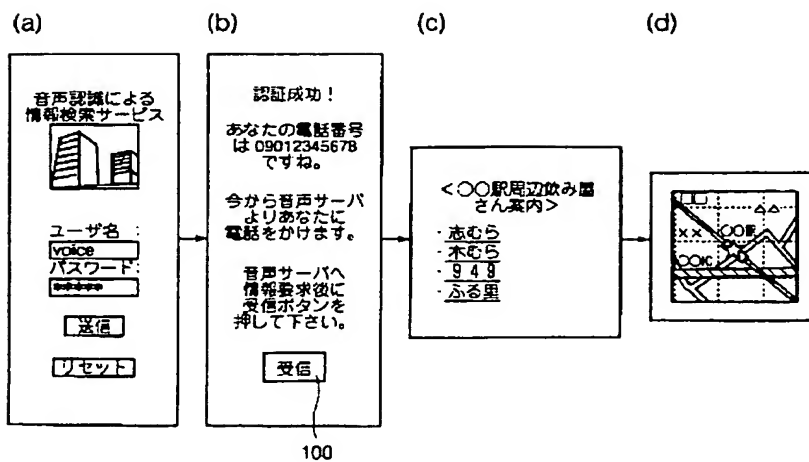 (a)
(b)
(c)
(d)
音声認識による
情報検索サービス
ユーザ名 :
voice
パスワード:
*****
送信
リセット
認証成功!
あなたの電話番号
は 09012345678
ですね。
今から音声サーバ
よりあなたに
電話をかけます。
音声サーバへ
情報要求後に
受信ボタンを
押して下さい。
受信
100
<〇〇駅周辺飲み屋
さん案内>
・志むら
・木むら
・949
・ふる里
□□
△△
××
〇〇駅
〇〇IC